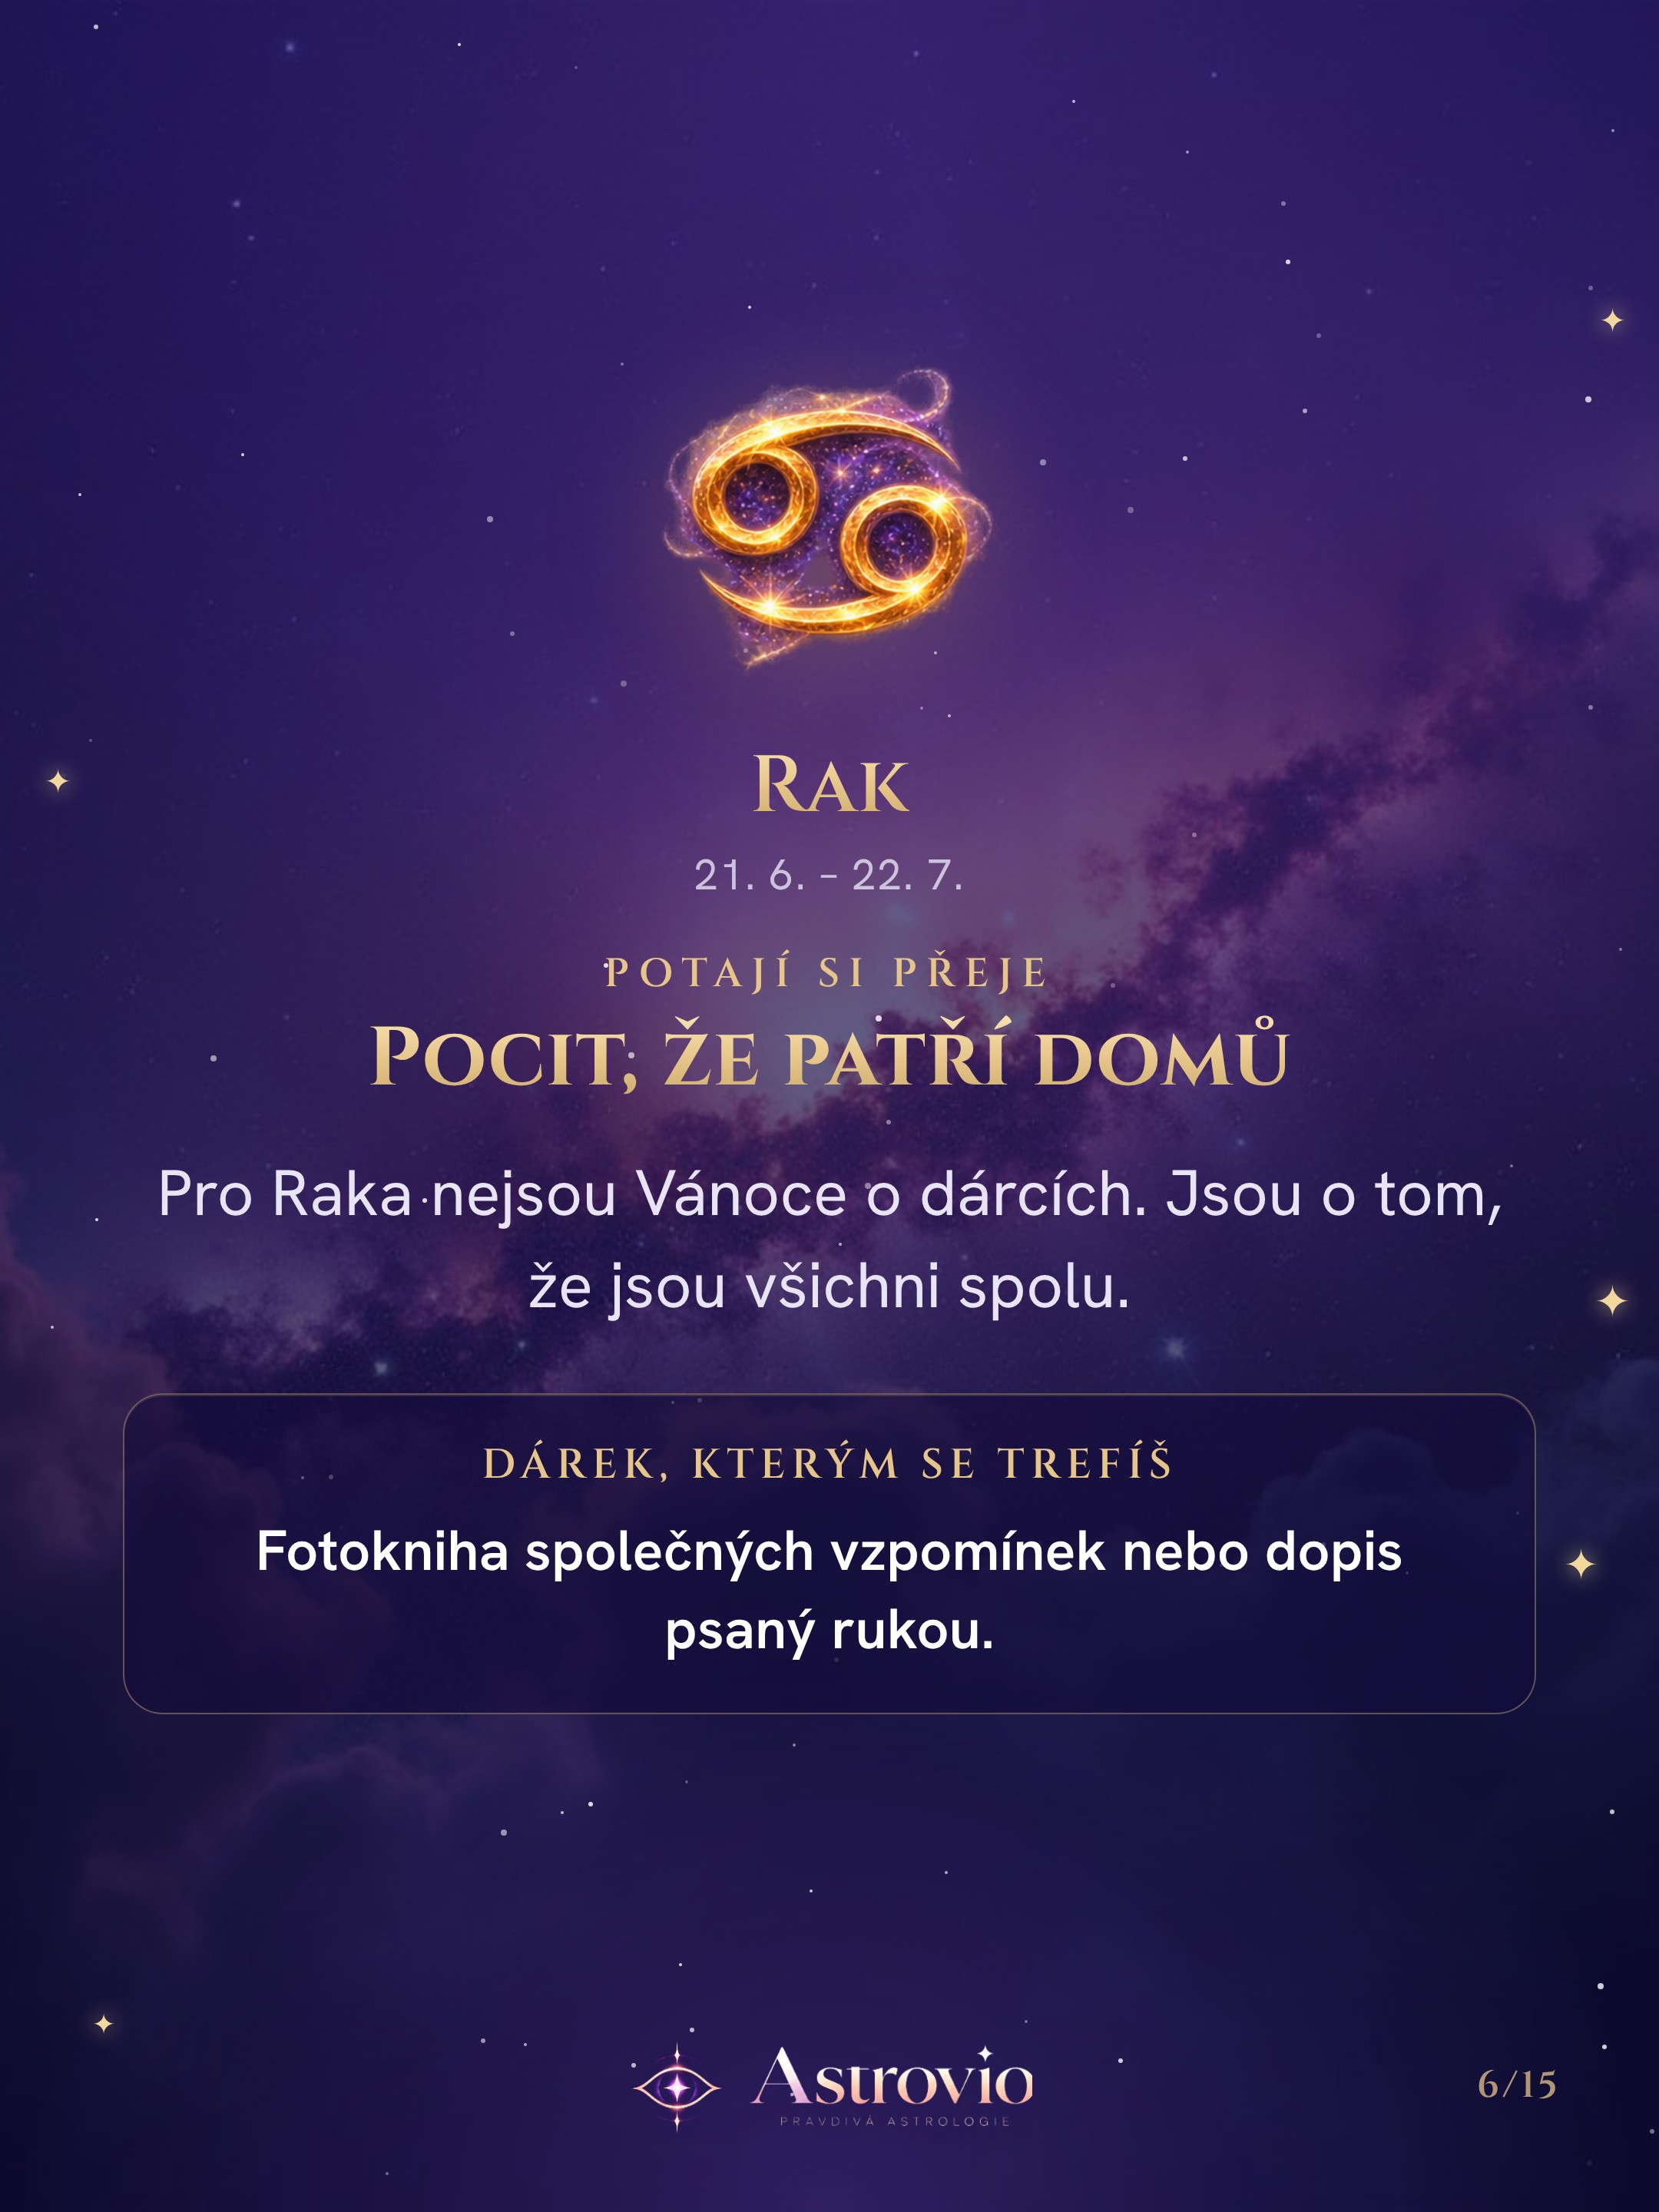 Rak
21. 6. – 22. 7.
POTAJÍ SI PŘEJE
Pocit, že patří domů
Pro Raka nejsou Vánoce o dárcích. Jsou o tom,
že jsou všichni spolu.
DÁREK, KTERÝM SE TREFÍŠ
Fotokniha společných vzpomínek nebo dopis
psaný rukou.
Astrovio
PRAVDIVÁ ASTROLOGIE
6/15